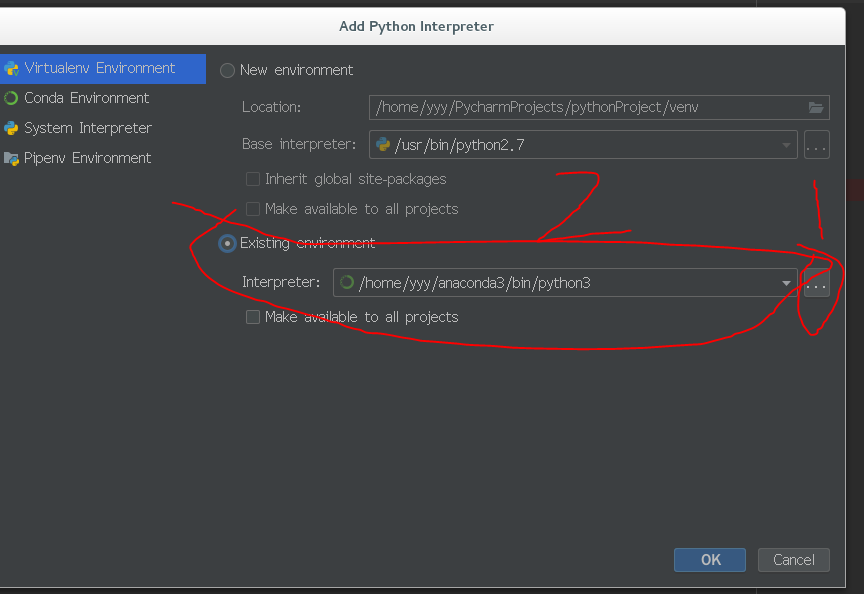 Add Python Interpreter
Virtualenv Environment
Conda Environment
System Interpreter
Pipenv Environment
New environment
Location: /home/yyy/PycharmProjects/pythonProject/venv
Base interpreter: /usr/bin/python2.7 ...
Inherit global site-packages
Make available to all projects
2
1
Existing environment
Interpreter: /home/yyy/anaconda3/bin/python3 ...
Make available to all projects
OK Cancel